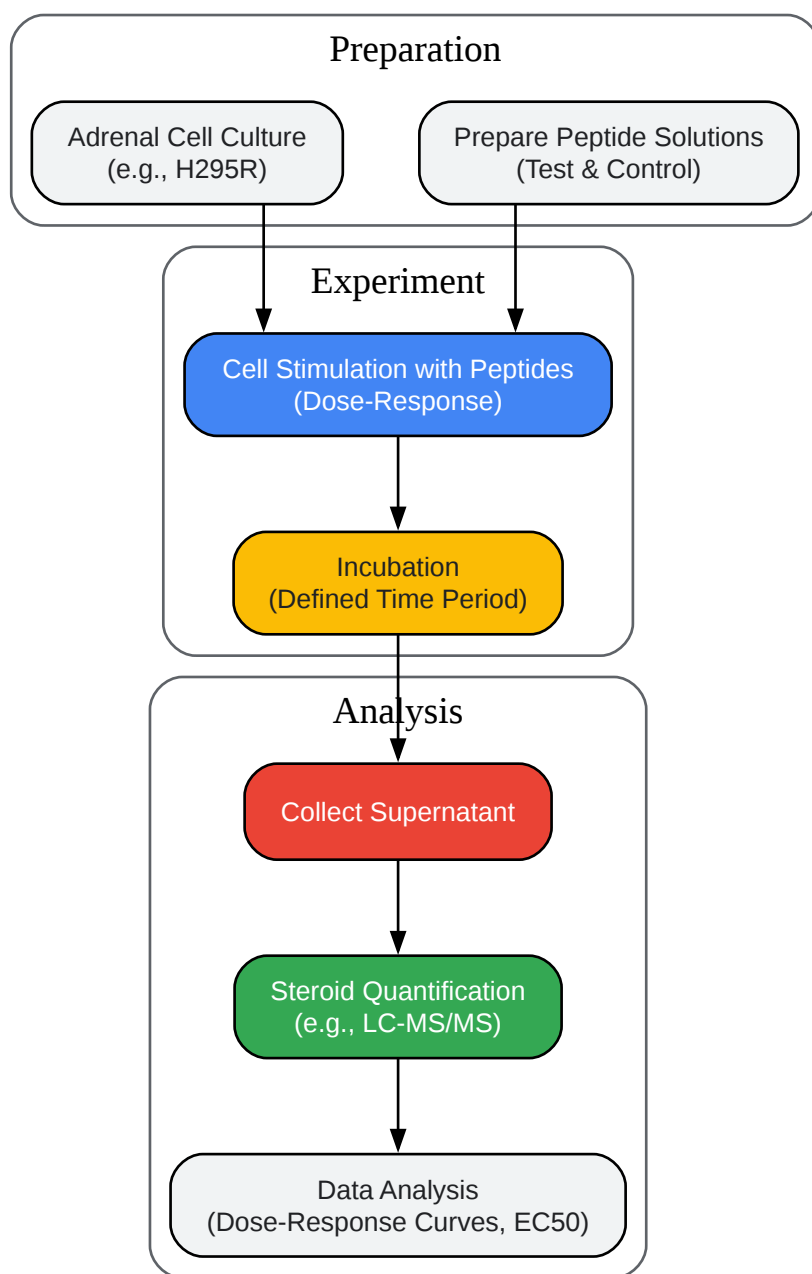 Preparation
Adrenal Cell Culture
(e.g., H295R)
Prepare Peptide Solutions
(Test & Control)
Experiment
Cell Stimulation with Peptides
(Dose-Response)
Incubation
(Defined Time Period)
Analysis
Collect Supernatant
Steroid Quantification
(e.g., LC-MS/MS)
Data Analysis
(Dose-Response Curves, EC50)